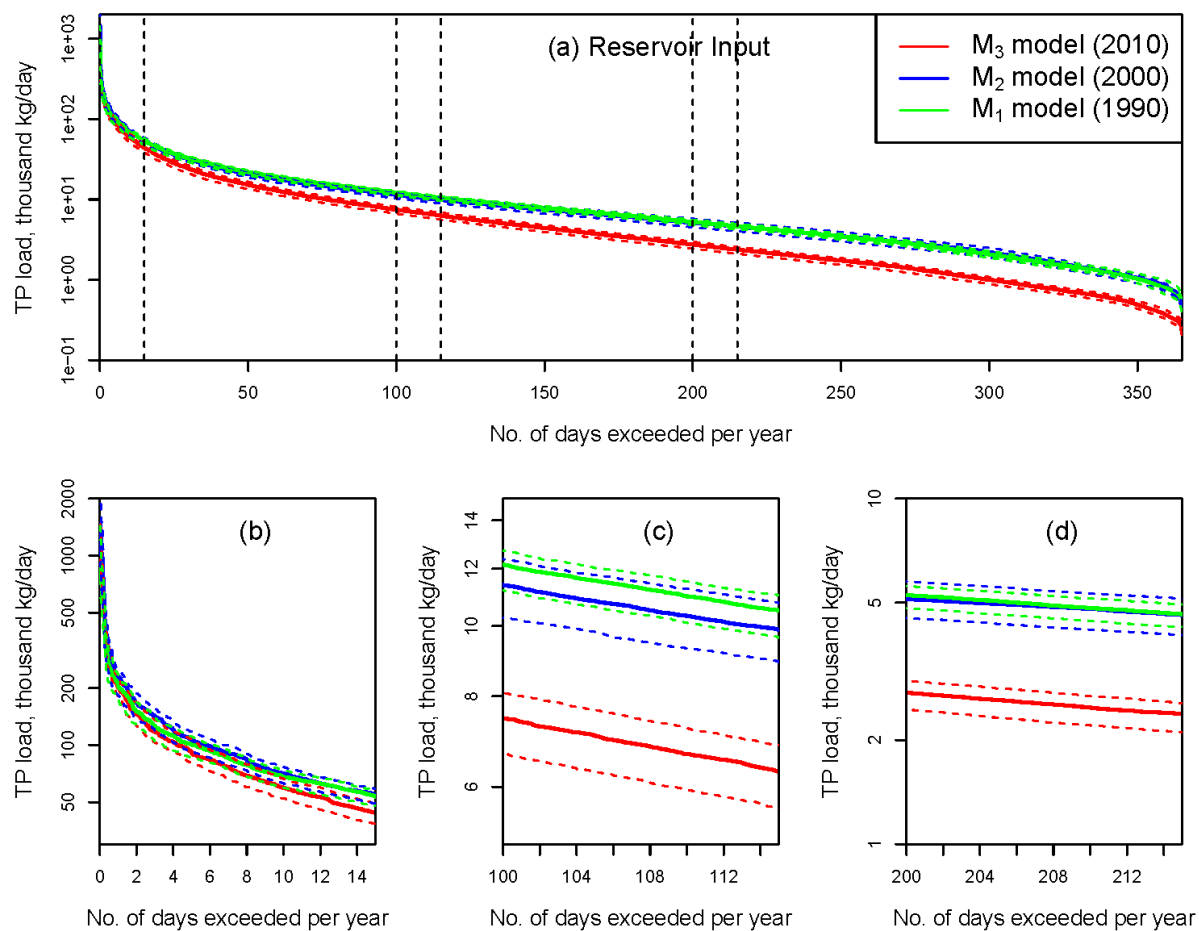 (a) Reservoir Input
M₃ model (2010)
M₂ model (2000)
M₁ model (1990)
TP load, thousand kg/day
1e+03
1e+02
1e+01
1e+00
1e−01
0 50 100 150 200 250 300 350
No. of days exceeded per year
(b)
TP load, thousand kg/day
2000
1000
500
200
100
50
0 2 4 6 8 10 12 14
No. of days exceeded per year
(c)
TP load, thousand kg/day
14
12
10
8
6
100 104 108 112
No. of days exceeded per year
(d)
TP load, thousand kg/day
10
5
2
1
200 204 208 212
No. of days exceeded per year